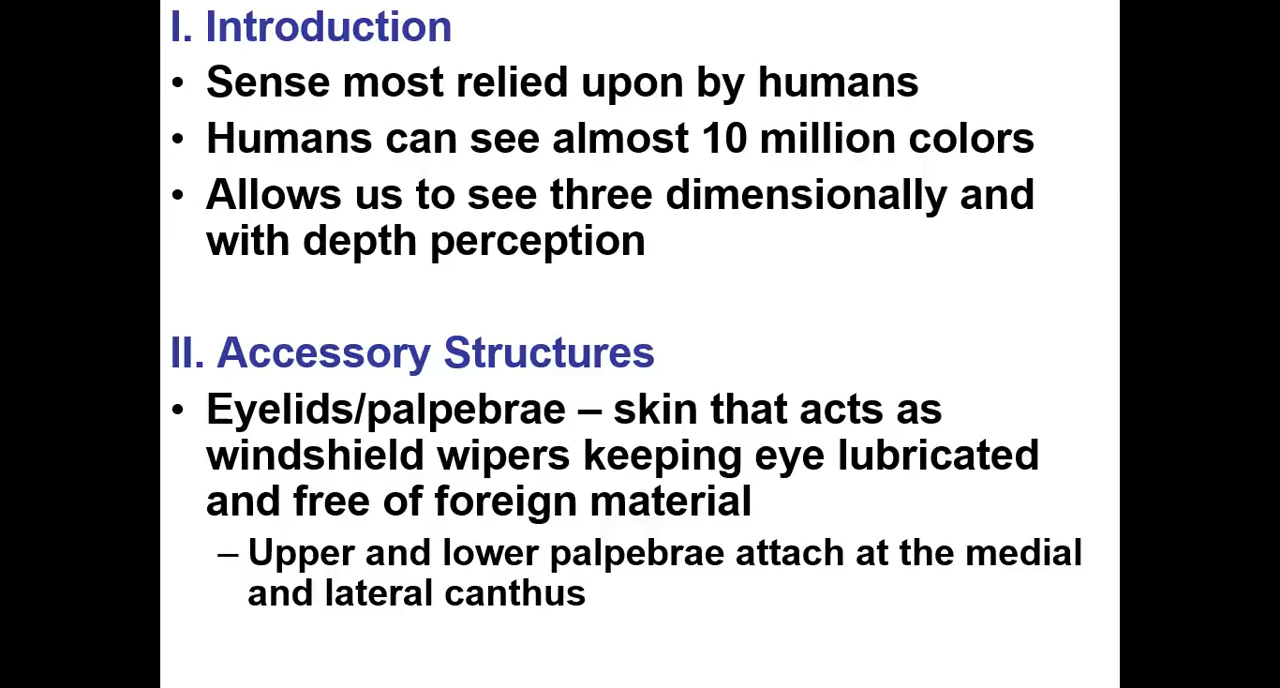 I. Introduction
• Sense most relied upon by humans
• Humans can see almost 10 million colors
• Allows us to see three dimensionally and
with depth perception
II. Accessory Structures
• Eyelids/palpebrae – skin that acts as
windshield wipers keeping eye lubricated
and free of foreign material
– Upper and lower palpebrae attach at the medial
and lateral canthus